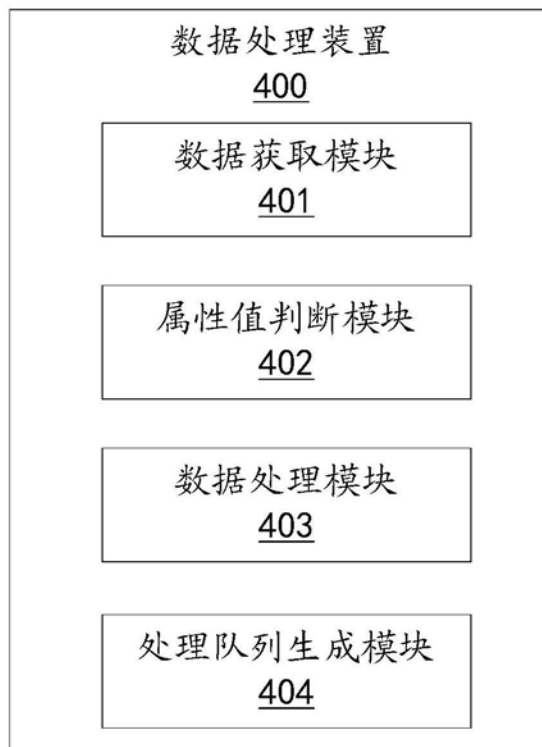 数据处理装置
400
数据获取模块
401
属性值判断模块
402
数据处理模块
403
处理队列生成模块
404